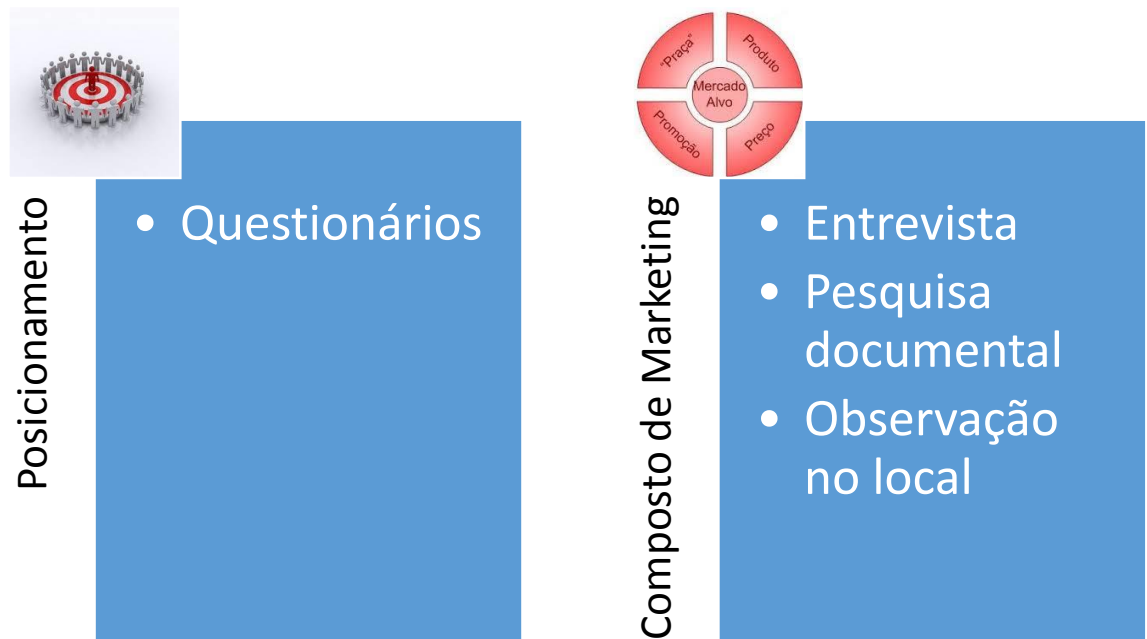 Posicionamento
• Questionários
"Praça"
Produto
Mercado
Alvo
Promoção
Preço
Composto de Marketing
• Entrevista
• Pesquisa
documental
• Observação
no local